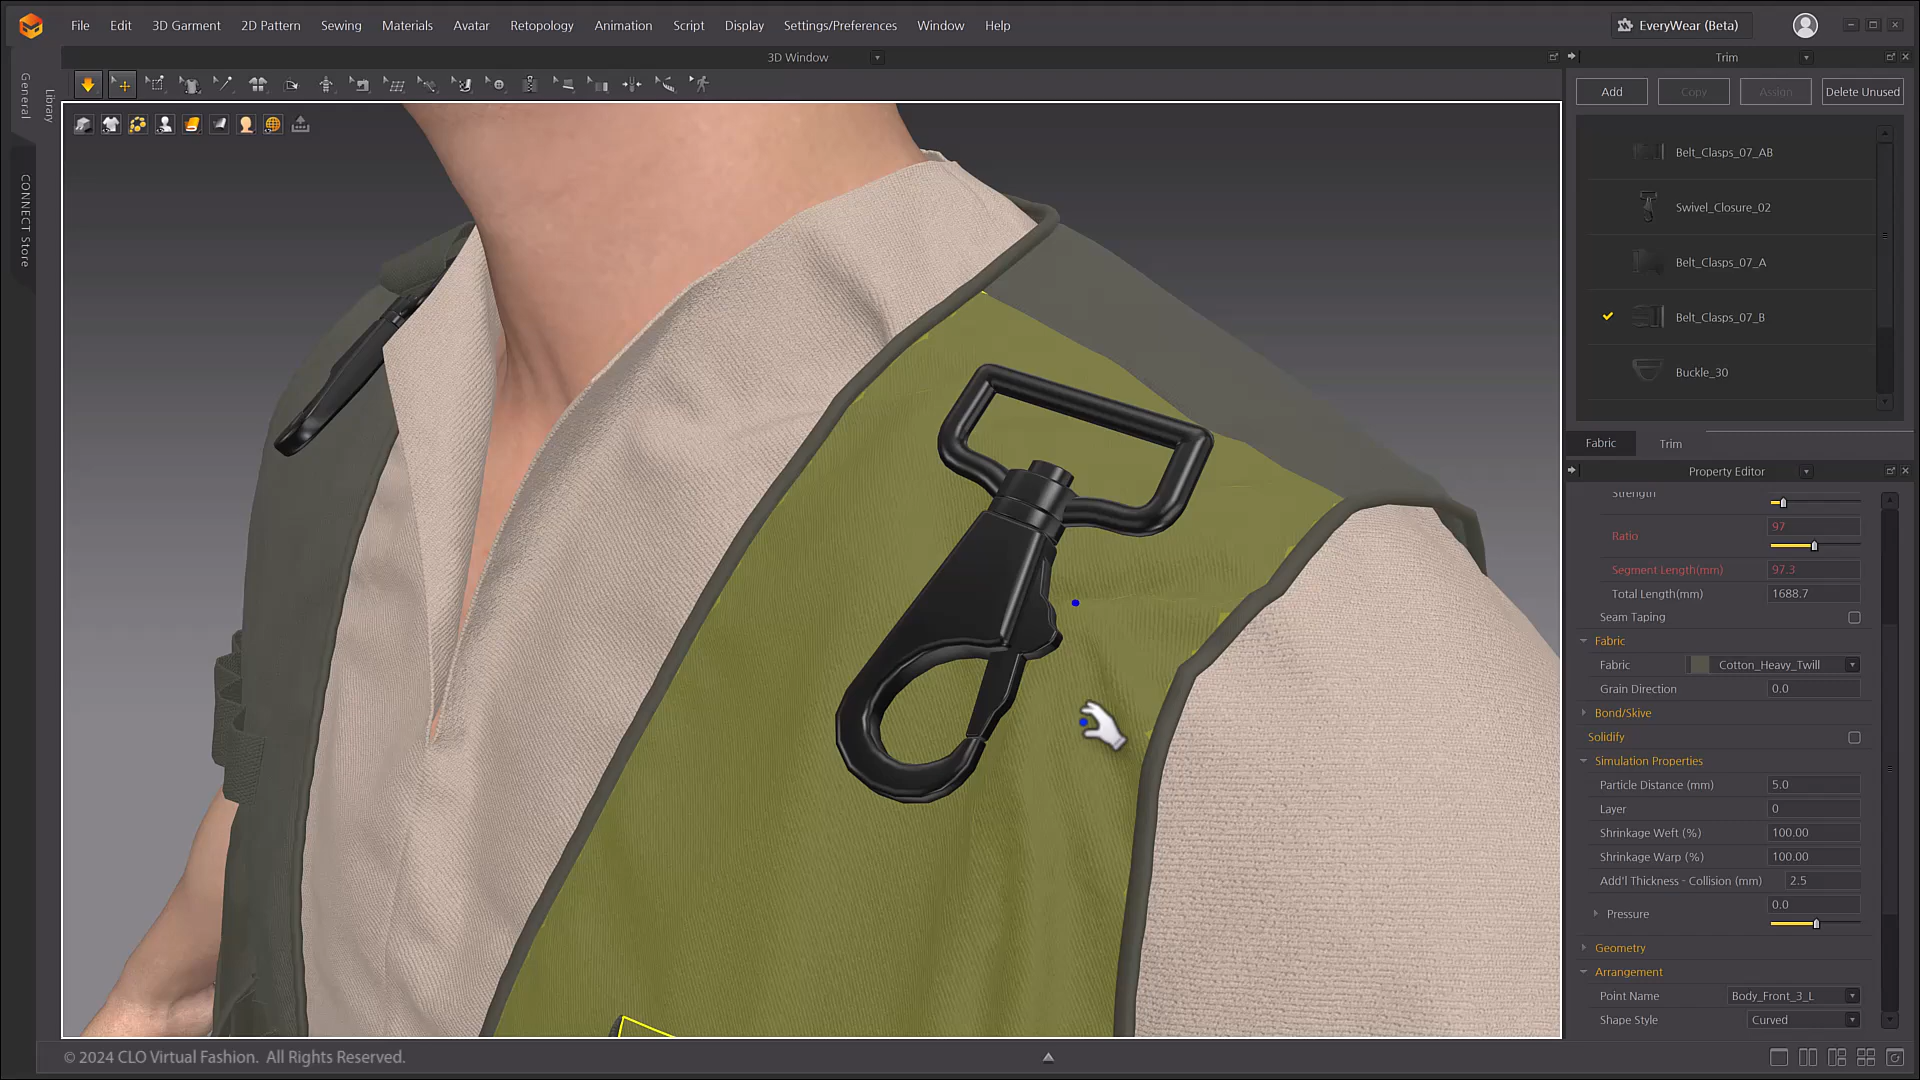 File Edit 3D Garment 2D Pattern Sewing Materials Avatar Retopology Animation Script Display Settings/Preferences Window Help
EveryWear (Beta)
3D Window
General
Library
CONNECT Store
Trim
Add Copy Assign Delete Unused
Belt_Clasps_07_AB
Swivel_Closure_02
Belt_Clasps_07_A
Belt_Clasps_07_B
Buckle_30
Fabric Trim
Property Editor
Strength
Ratio 97
Segment Length(mm) 97.3
Total Length(mm) 1688.7
Seam Taping
Fabric
Fabric Cotton_Heavy_Twill
Grain Direction 0.0
Bond/Skive
Solidify
Simulation Properties
Particle Distance (mm) 5.0
Layer 0
Shrinkage Weft (%) 100.00
Shrinkage Warp (%) 100.00
Add'l Thickness - Collision (mm) 2.5
Pressure 0.0
Geometry
Arrangement
Point Name Body_Front_3_L
Shape Style Curved
© 2024 CLO Virtual Fashion. All Rights Reserved.